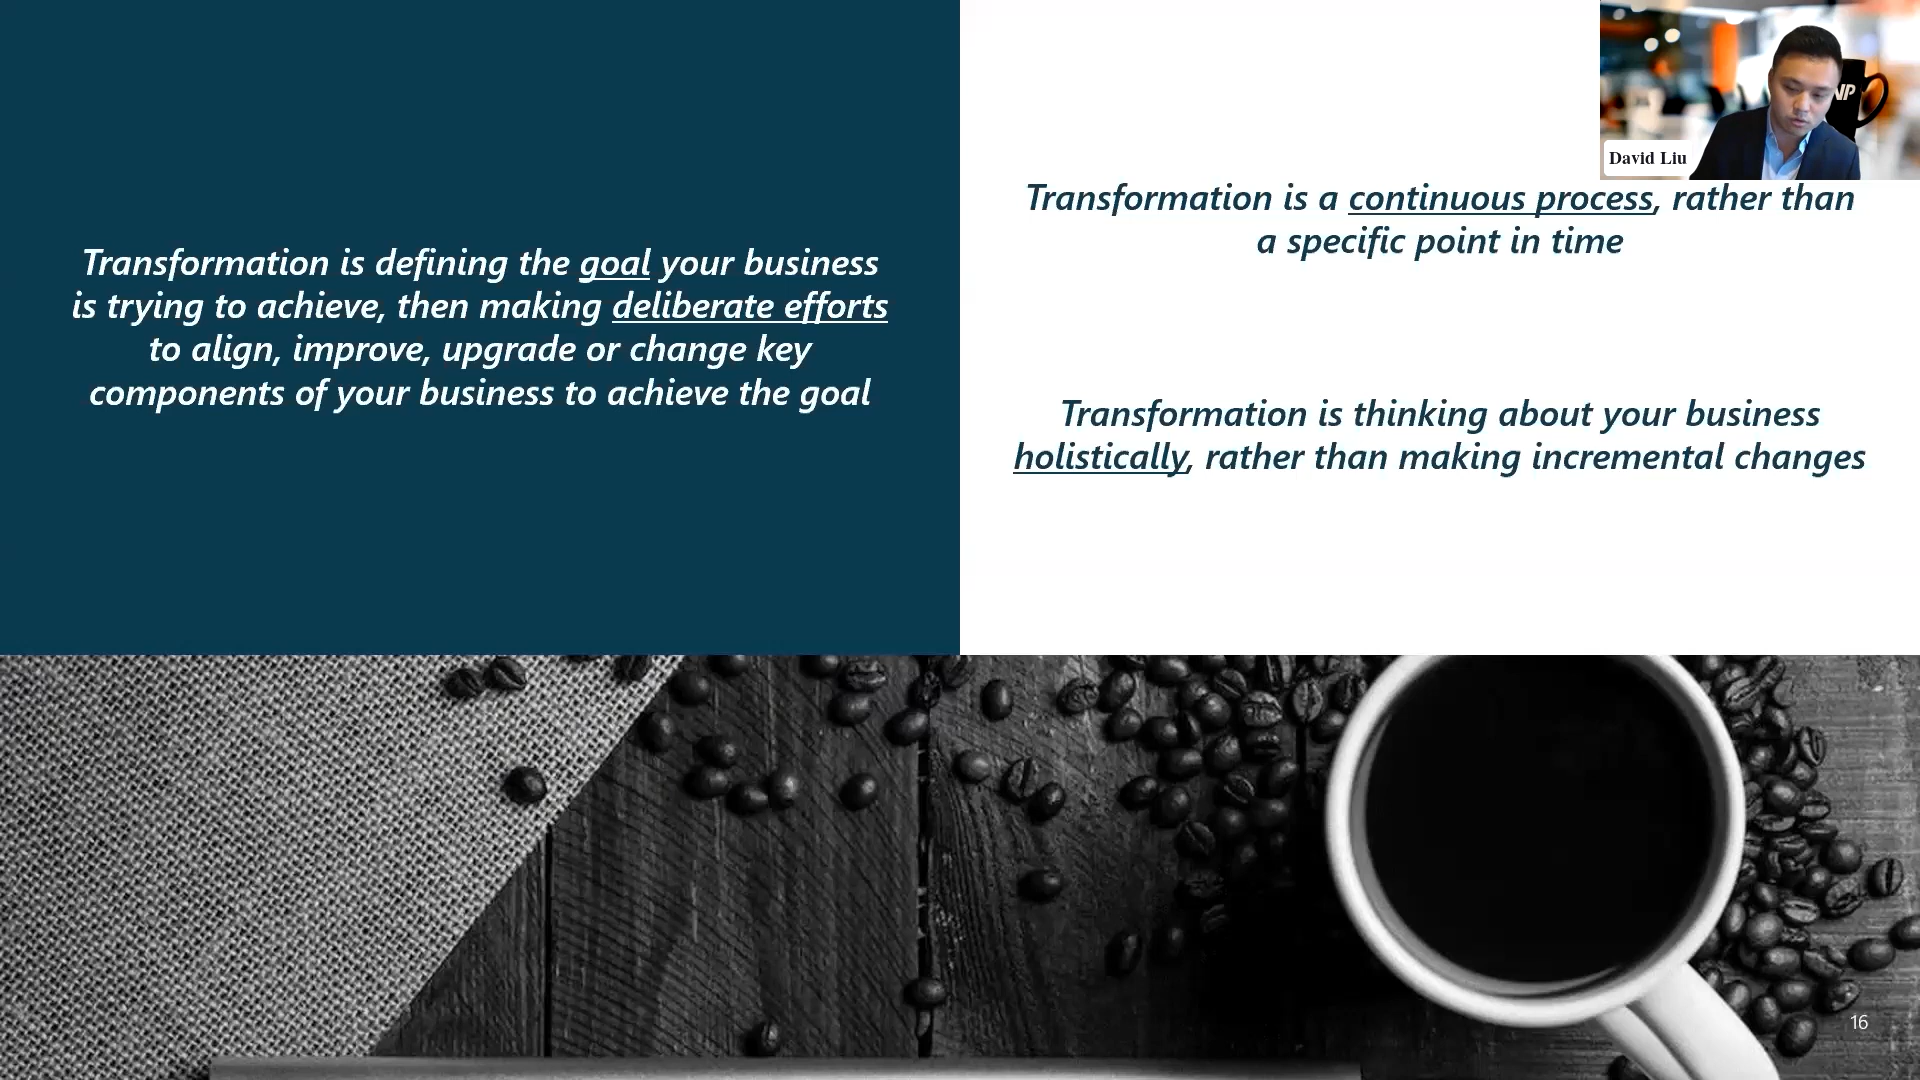 Transformation is defining the goal your business
is trying to achieve, then making deliberate efforts
to align, improve, upgrade or change key
components of your business to achieve the goal
NP
David Liu
Transformation is a continuous process, rather than
a specific point in time
Transformation is thinking about your business
holistically, rather than making incremental changes
16